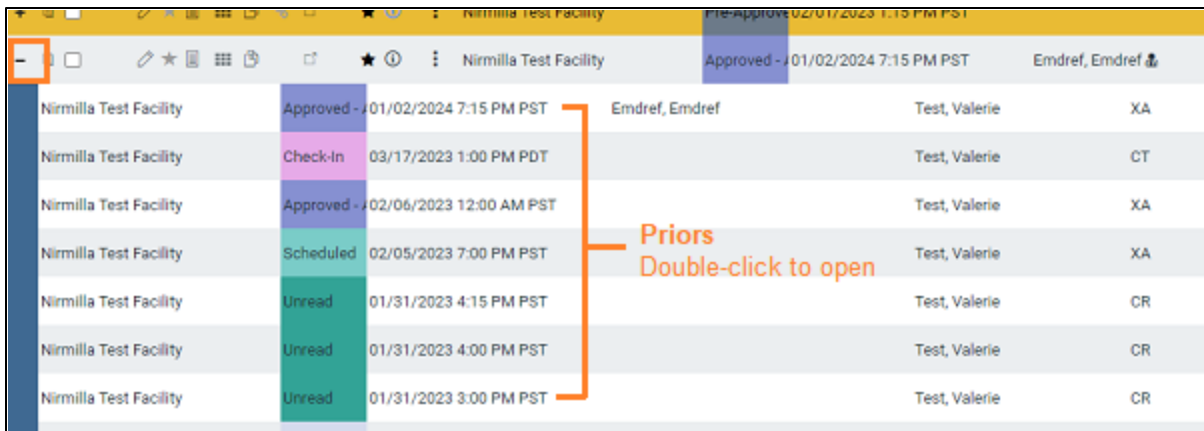 Nirmilla Test Facility Pre-Approve 02/01/2023 1:15 PM PST
Nirmilla Test Facility Approved - A 01/02/2024 7:15 PM PST Emdref, Emdref
Nirmilla Test Facility Approved - A 01/02/2024 7:15 PM PST Emdref, Emdref Test, Valerie XA
Nirmilla Test Facility Check-In 03/17/2023 1:00 PM PDT Test, Valerie CT
Nirmilla Test Facility Approved - A 02/06/2023 12:00 AM PST Test, Valerie XA
Nirmilla Test Facility Scheduled 02/05/2023 7:00 PM PST Test, Valerie XA
Priors
Double-click to open
Nirmilla Test Facility Unread 01/31/2023 4:15 PM PST Test, Valerie CR
Nirmilla Test Facility Unread 01/31/2023 4:00 PM PST Test, Valerie CR
Nirmilla Test Facility Unread 01/31/2023 3:00 PM PST Test, Valerie CR